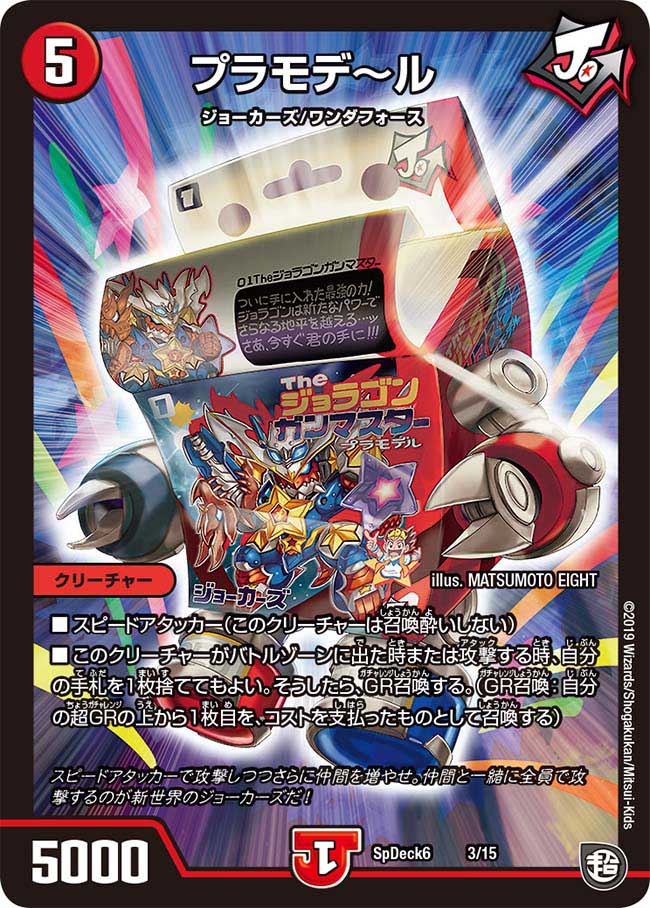 5
プラモデ〜ル
ジョーカーズ/ワンダフォース
J
01Theジョラゴンガンマスター
ついに手に入れた最強の力!
ジョラゴンは新たなパワーで
さらなる地平を越える…ッ
さあ、今すぐ君の手に!!!
The
ジョラゴン
ガンマスター
プラモデル
ジョーカーズ
クリーチャー
illus. MATSUMOTO EIGHT
■スピードアタッカー(このクリーチャーは召喚酔いしない)
■このクリーチャーがバトルゾーンに出た時または攻撃する時、自分
の手札を1枚捨ててもよい。そうしたら、GR召喚する。(GR召喚:自分
の超GRの上から1枚目を、コストを支払ったものとして召喚する)
スピードアタッカーで攻撃しつつさらに仲間を増やせ。仲間と一緒に全員で攻
撃するのが新世界のジョーカーズだ!
©2019 Wizards/Shogakukan/Mitsui-Kids
5000
SpDeck6 3/15
超